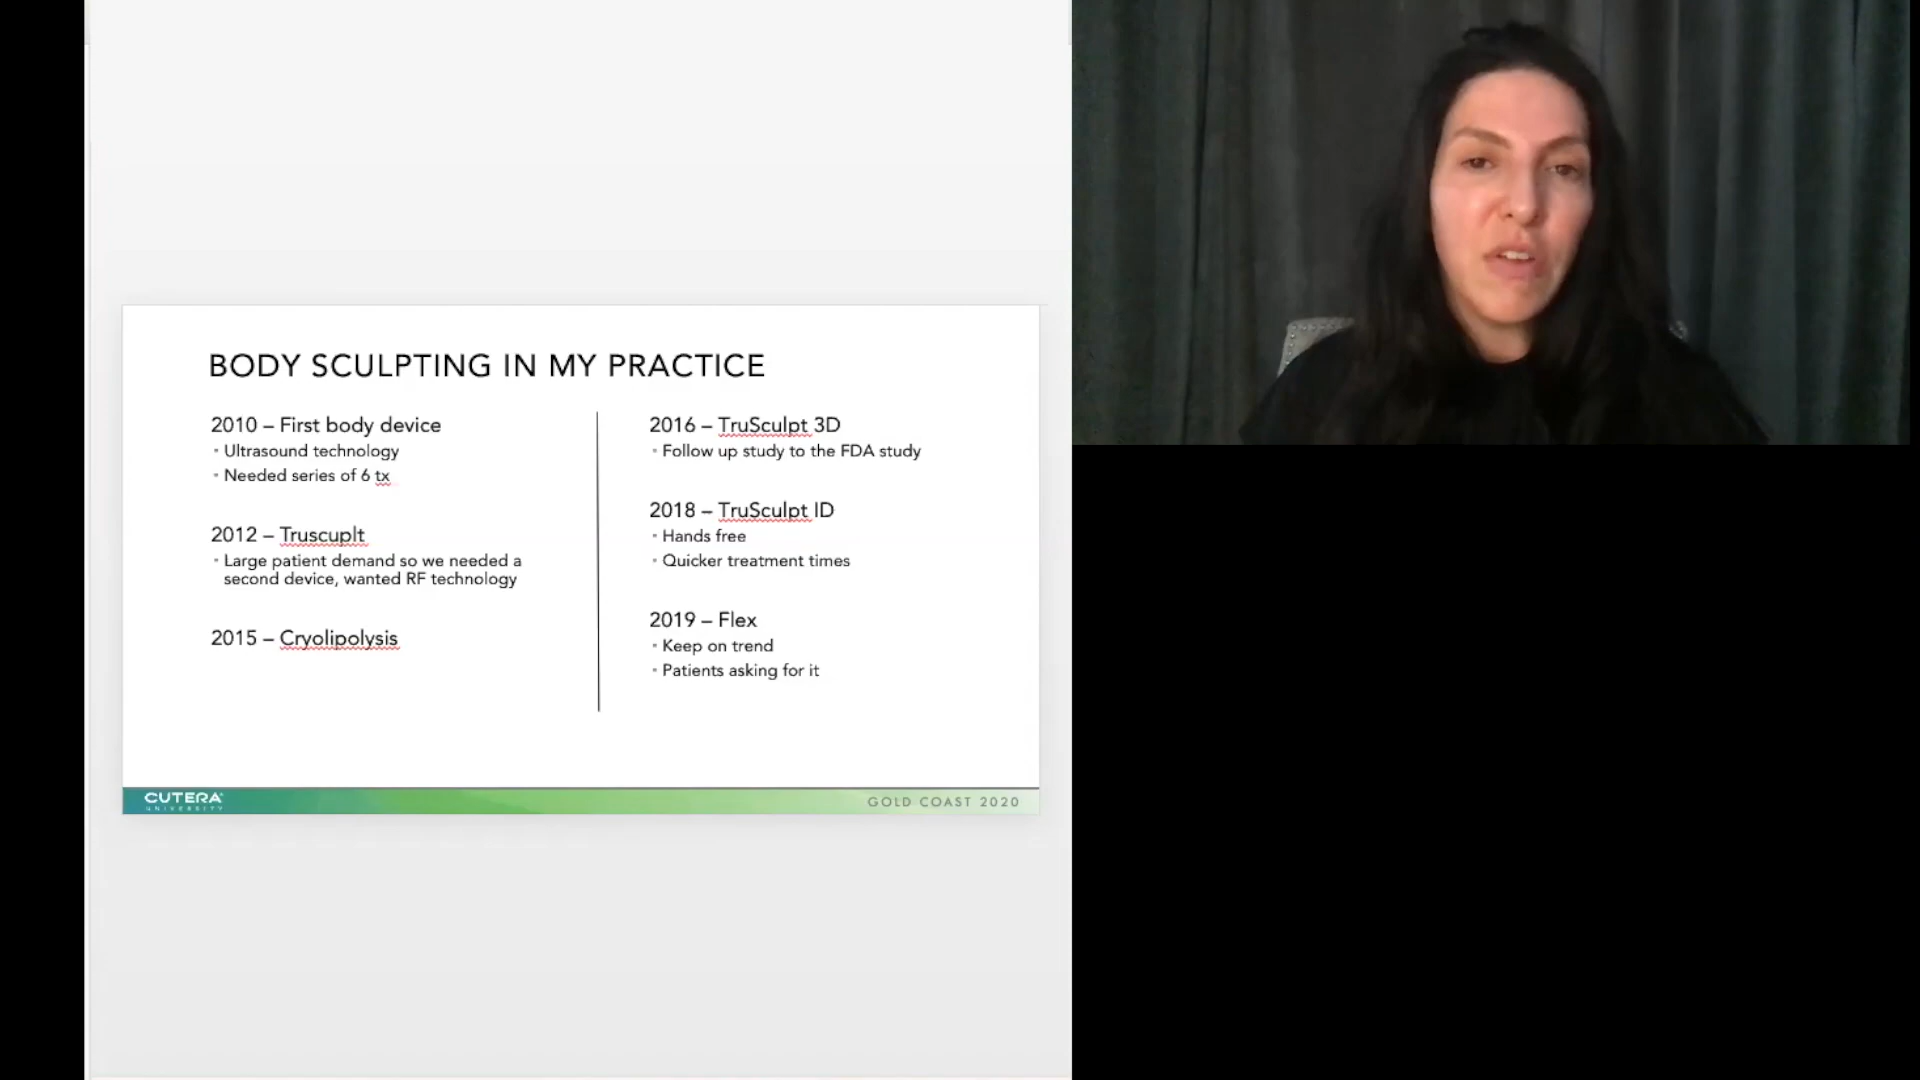 BODY SCULPTING IN MY PRACTICE
2010 – First body device
Ultrasound technology
Needed series of 6 tx
2012 – Truscuplt
Large patient demand so we needed a
second device, wanted RF technology
2015 – Cryolipolysis
2016 – TruSculpt 3D
Follow up study to the FDA study
2018 – TruSculpt ID
Hands free
Quicker treatment times
2019 – Flex
Keep on trend
Patients asking for it
CUTERA
UNIVERSITY
GOLD COAST 2020